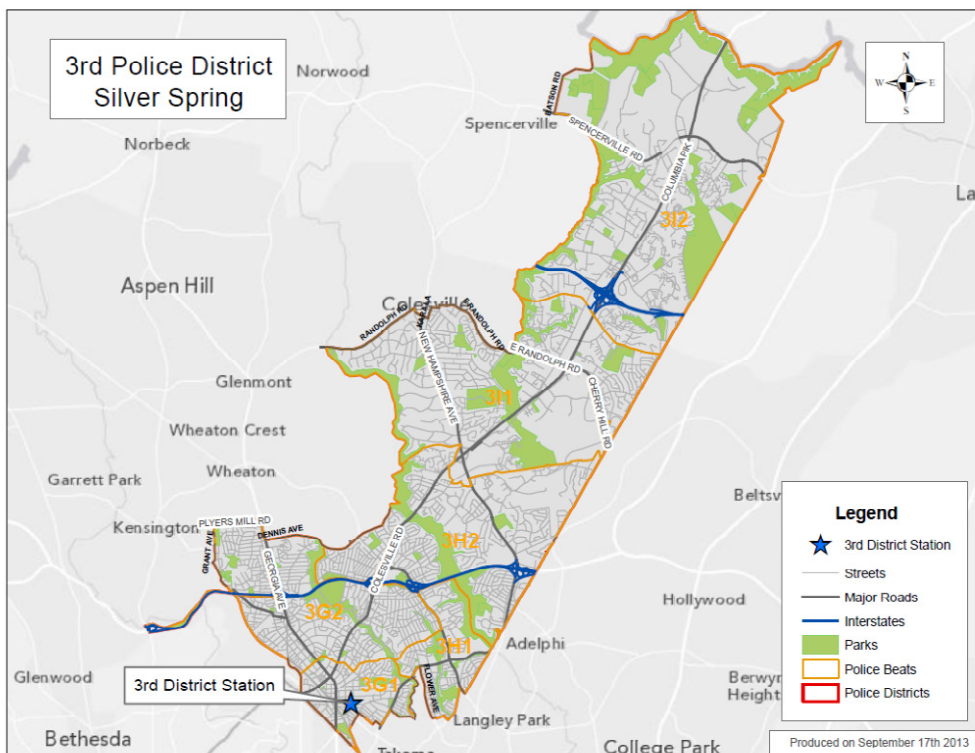 3rd Police District
Silver Spring
Norwood
BATSON RD
Spencerville
Norbeck
SPENCERVILLE RD
COLUMBIA PIK
La
3I2
N
W
E
S
Aspen Hill
Colesville
RANDOLPH RD
E RANDOLPH RD
NEW HAMPSHIRE AVE
E RANDOLPH RD
Glenmont
CHERRY HILL RD
Wheaton Crest
Garrett Park
Wheaton
Beltsv
Kensington
PLYERS MILL RD
DENNIS AVE
GRANT AVE
GEORGIA AVE
COLESVILLE RD
3H2
3G2
3H1
Hollywood
Adelphi
Glenwood
3rd District Station
3G1
FLOWER AVE
Langley Park
Berwyn
Heights
Bethesda
College Park
Legend
3rd District Station
Streets
Major Roads
Interstates
Parks
Police Beats
Police Districts
Produced on September 17th 2013